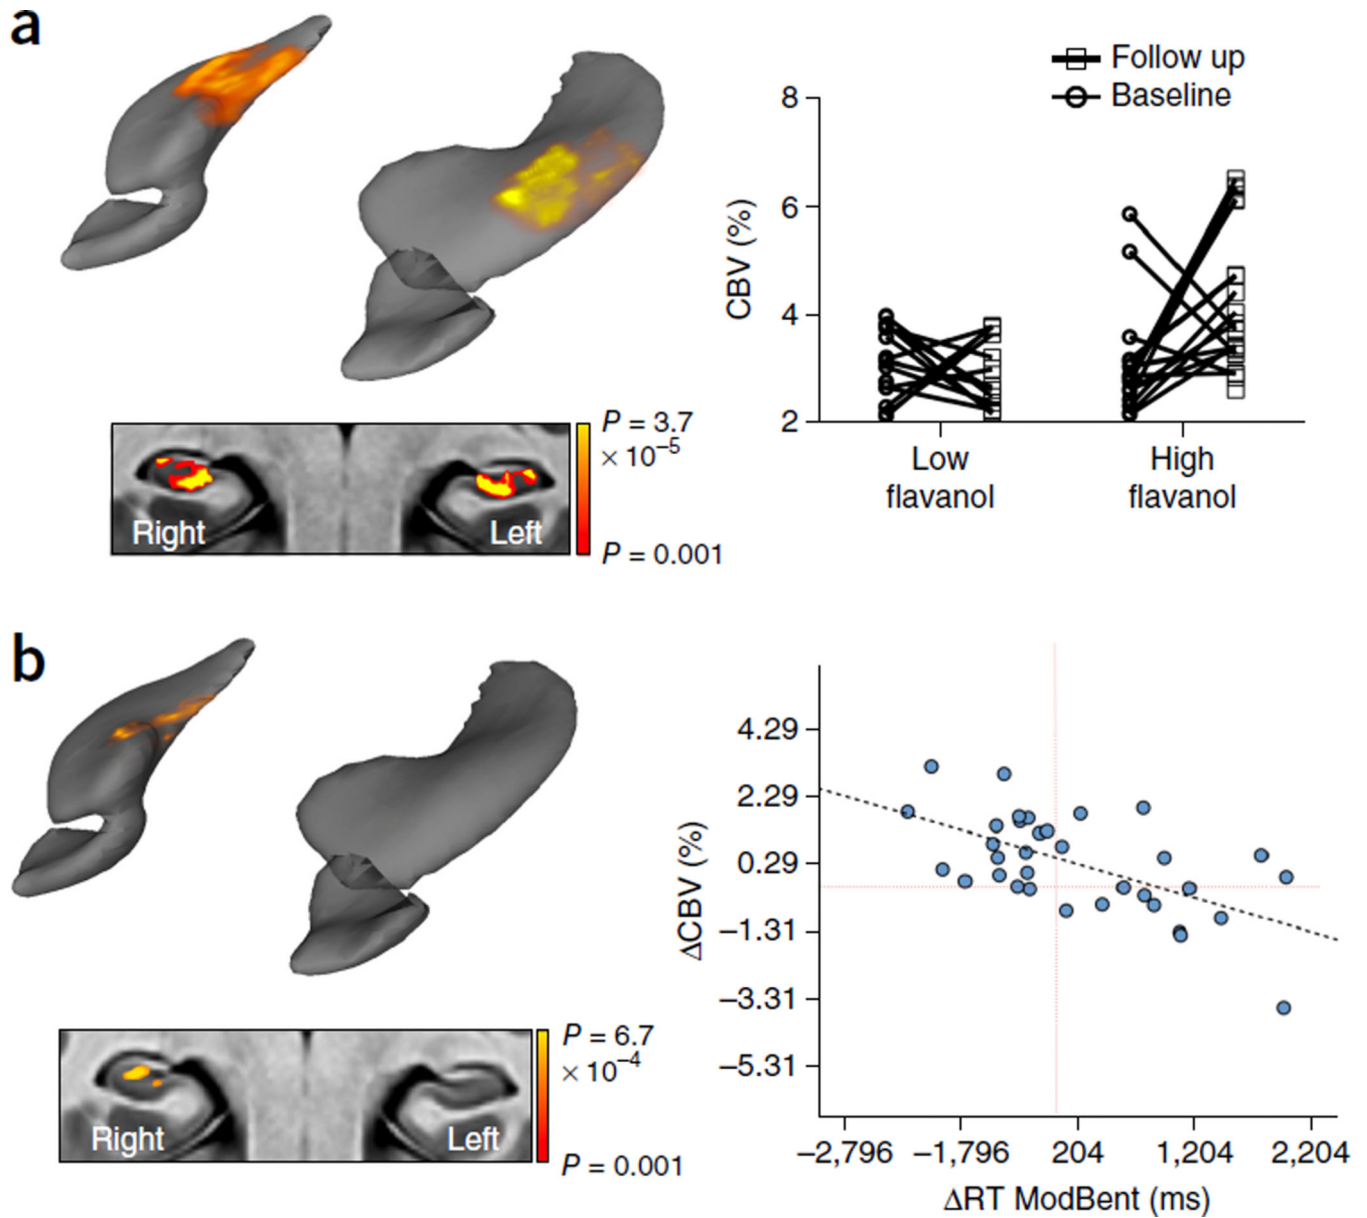 a
Follow up
Baseline
8
6
4
2
CBV (%)
Low
flavanol
High
flavanol
P = 3.7
× 10⁻⁵
P = 0.001
Right
Left
b
4.29
2.29
0.29
−1.31
−3.31
−5.31
ΔCBV (%)
−2,796 −1,796 204 1,204 2,204
ΔRT ModBent (ms)
P = 6.7
× 10⁻⁴
P = 0.001
Right
Left